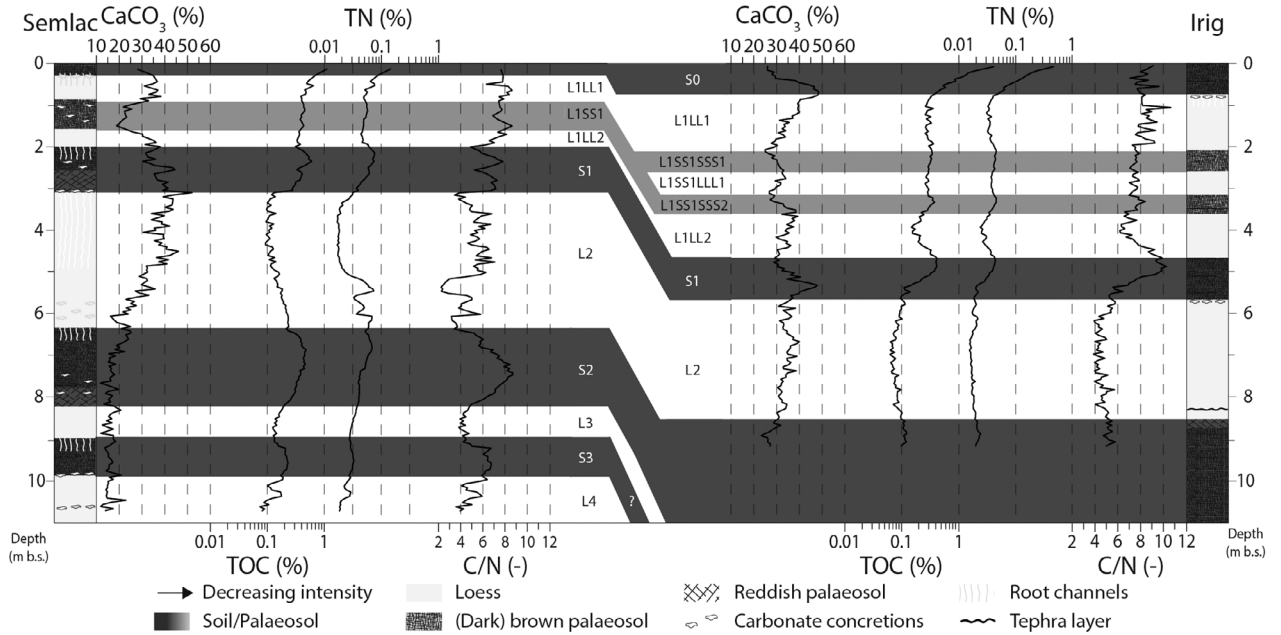 Semlac CaCO3 (%) TN (%) CaCO3 (%) TN (%) Irig
10 20 30 40 50 60 0.01 0.1 1 10 20 30 40 50 60 0.01 0.1 1
0 S0 0
L1LL1
L1LL1
L1SS1
L1LL2
2 2
L1SS1SSS1
S1
L1SS1LLL1
L1SS1SSS2
4 L1LL2 4
L2
S1
6 6
S2 L2
8 8
L3
S3
10 L4 ? 10
Depth (m b.s.) 0.01 0.1 1 2 4 6 8 10 12 0.01 0.1 1 2 4 6 8 10 12 Depth (m b.s.)
TOC (%) C/N (-) TOC (%) C/N (-)
Decreasing intensity Loess Reddish palaeosol Root channels
Soil/Palaeosol (Dark) brown palaeosol Carbonate concretions Tephra layer